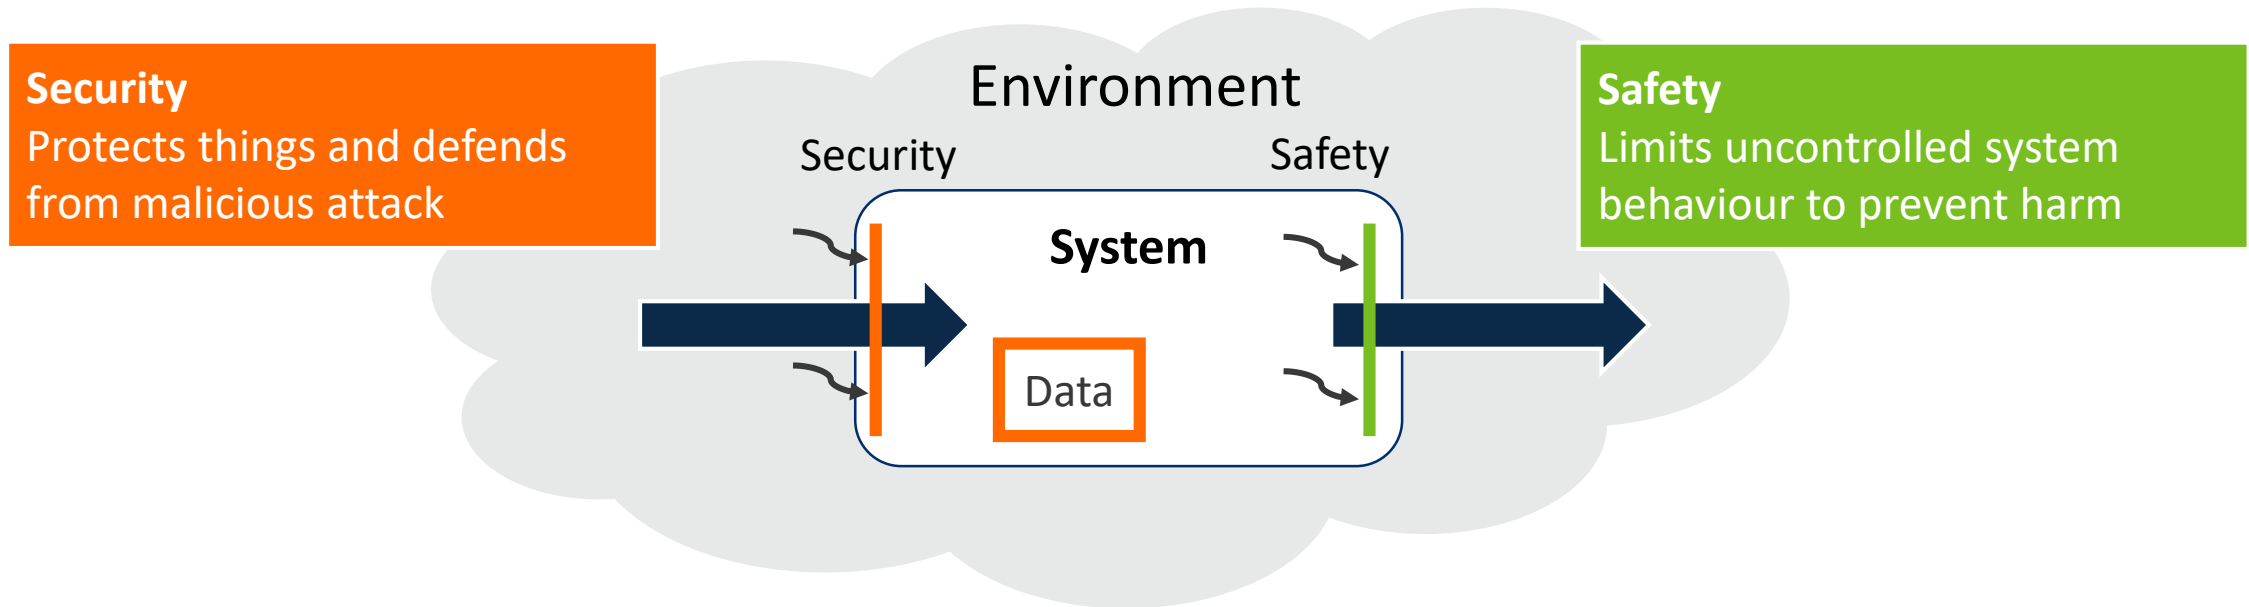 Security
Protects things and defends
from malicious attack
Environment
Security
Safety
System
Data
Safety
Limits uncontrolled system
behaviour to prevent harm